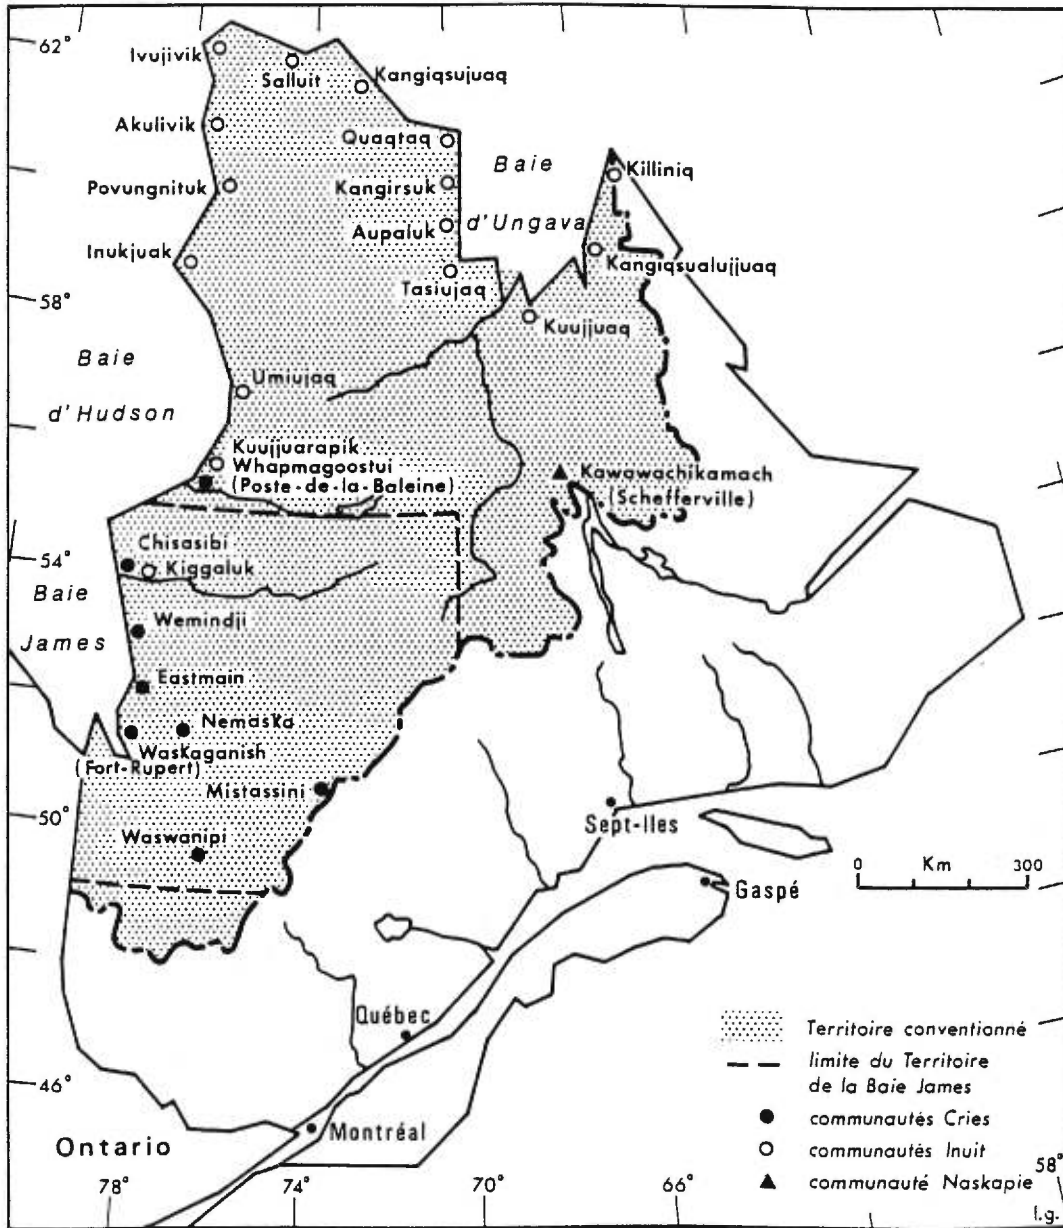 62°
Ivujivik
Salluit
Kangiqsujuaq
Akulivik
Quaqtaq
Baie
d'Ungava
Killiniq
Povungnituk
Kangirsuk
Aupaluk
Inukjuak
Kangiqsualujjuaq
Tasiujaq
58°
Kuujjuaq
Baie
d'Hudson
Umiujaq
Kuujjuarapik
Whapmagoostui
(Poste-de-la-Baleine)
Kawawachikamach
(Schefferville)
54°
Chisasibi
Kiggaluk
Baie
James
Wemindji
Eastmain
Nemaska
Waskaganish
(Fort-Rupert)
Mistassini
50°
Sept-Iles
Waswanipi
0 Km 300
Gaspé
Québec
Territoire conventionné
limite du Territoire
de la Baie James
46°
communautés Cries
Ontario
Montréal
communautés Inuit
58°
communauté Naskapie
78° 74° 70° 66°
l.g.